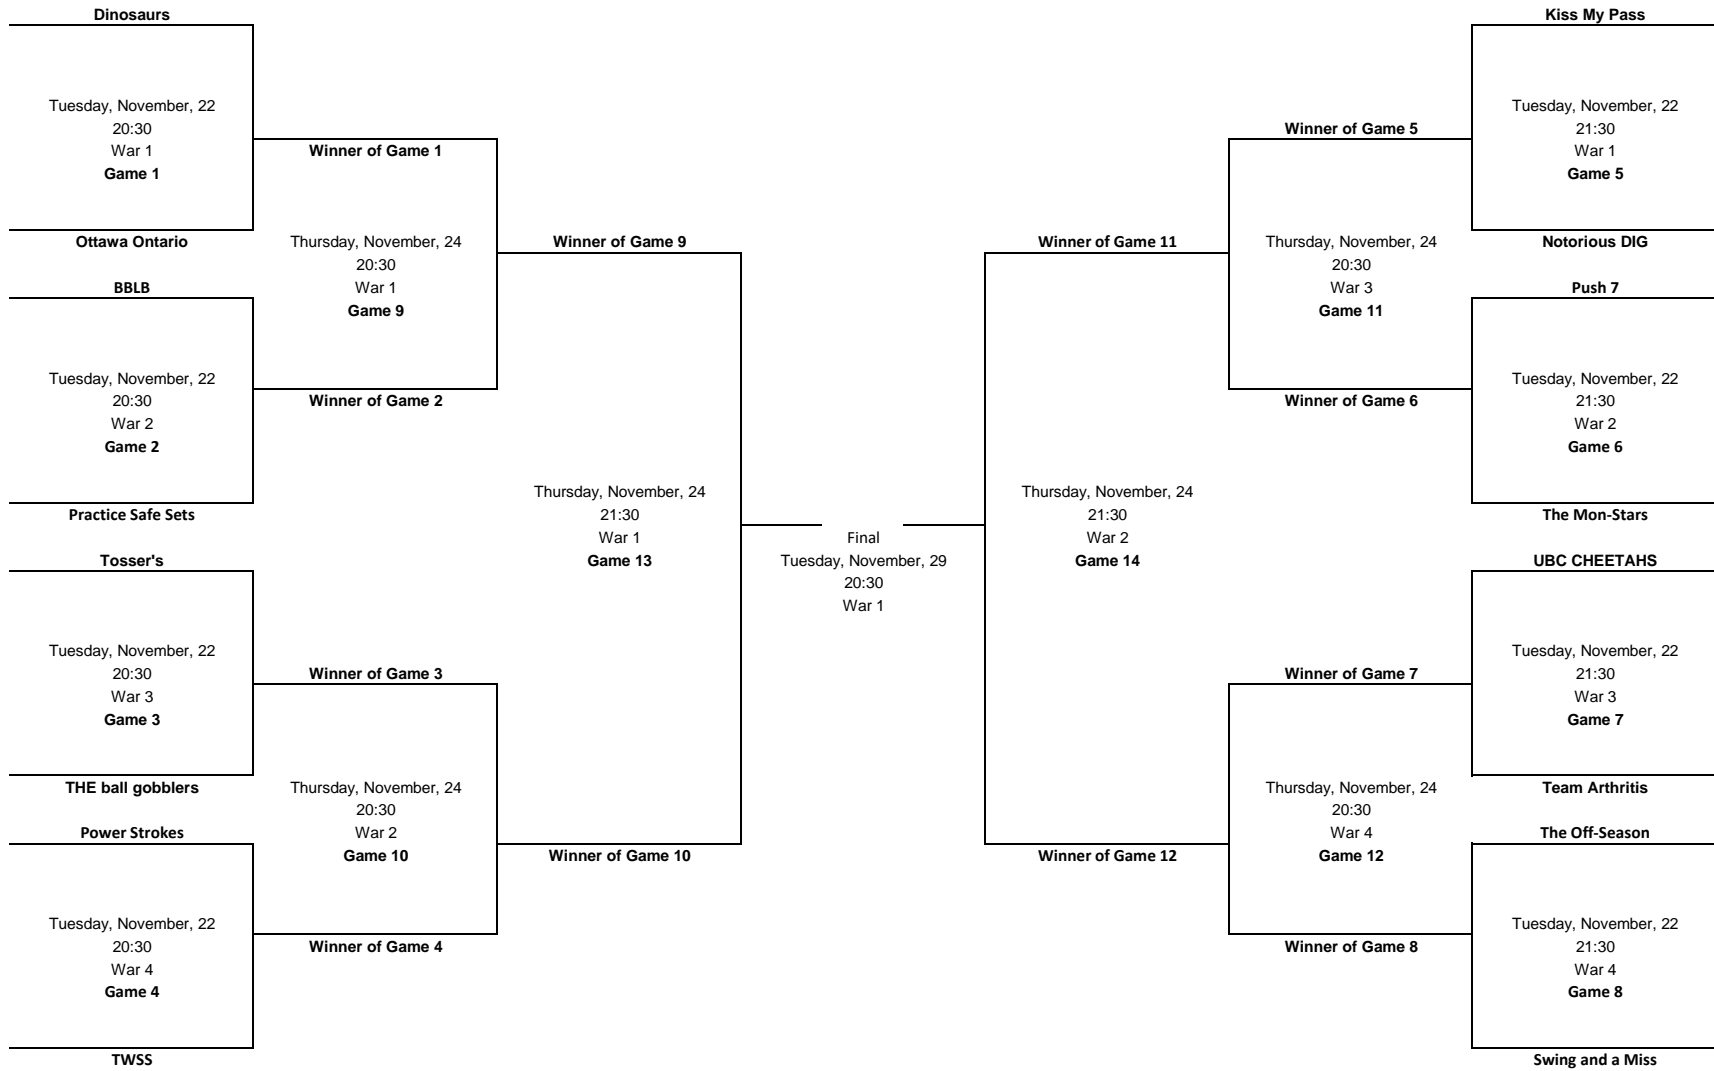 Dinosaurs
Tuesday, November, 22
20:30
War 1
Game 1
Ottawa Ontario
BBLB
Tuesday, November, 22
20:30
War 2
Game 2
Practice Safe Sets
Tosser's
Tuesday, November, 22
20:30
War 3
Game 3
THE ball gobblers
Power Strokes
Tuesday, November, 22
20:30
War 4
Game 4
TWSS
Winner of Game 1
Thursday, November, 24
20:30
War 1
Game 9
Winner of Game 2
Winner of Game 3
Thursday, November, 24
20:30
War 2
Game 10
Winner of Game 4
Winner of Game 9
Thursday, November, 24
21:30
War 1
Game 13
Winner of Game 10
Final
Tuesday, November, 29
20:30
War 1
Winner of Game 11
Thursday, November, 24
21:30
War 2
Game 14
Winner of Game 12
Winner of Game 5
Thursday, November, 24
20:30
War 3
Game 11
Winner of Game 6
Winner of Game 7
Thursday, November, 24
20:30
War 4
Game 12
Winner of Game 8
Kiss My Pass
Tuesday, November, 22
21:30
War 1
Game 5
Notorious DIG
Push 7
Tuesday, November, 22
21:30
War 2
Game 6
The Mon-Stars
UBC CHEETAHS
Tuesday, November, 22
21:30
War 3
Game 7
Team Arthritis
The Off-Season
Tuesday, November, 22
21:30
War 4
Game 8
Swing and a Miss